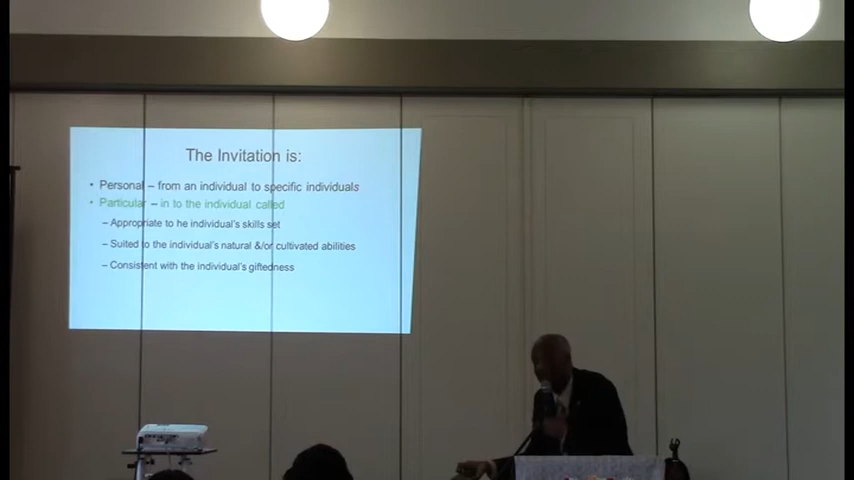 The Invitation is:
• Personal – from an individual to specific individuals
• Particular – in to the individual called
– Appropriate to he individual's skills set
– Suited to the individual's natural &/or cultivated abilities
– Consistent with the individual's giftedness